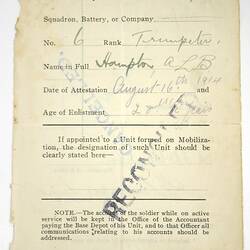 Squadron, Battery, or Company
No. 6 Rank Trumpeter
Name in Full Hampton A L B
Date of Attestation August 16th 1914
Age of Enlistment
If appointed to a Unit formed on Mobiliza-
tion, the designation of such Unit should be
clearly stated here—
NOTE.—The account of the soldier while on active
service will be kept in the Office of the Accountant
paying the Base Depot of his Unit, and to that Officer all
communications relating to his accounts should be
addressed.